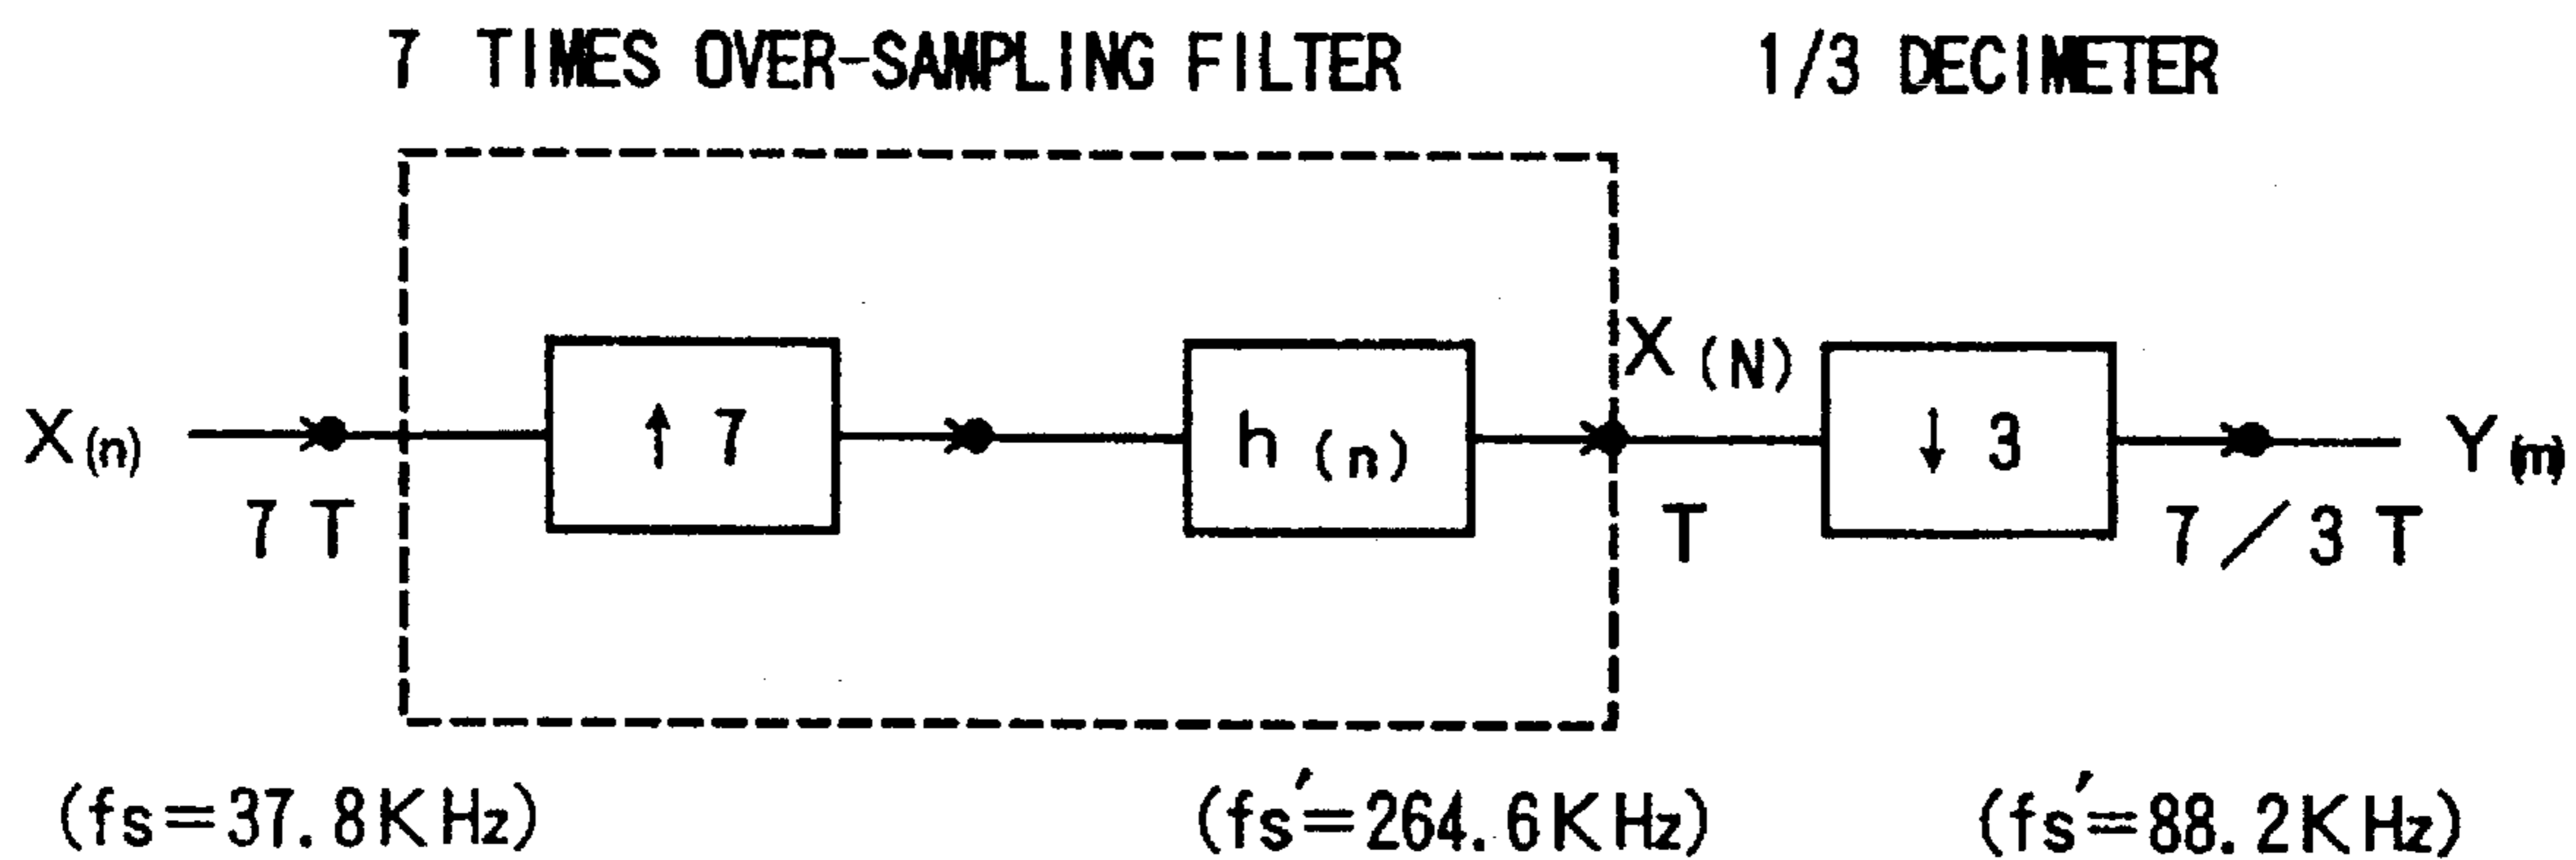 7 TIMES OVER-SAMPLING FILTER
1/3 DECIMETER
X(n)
7T
↑ 7
h(n)
X(N)
T
↓ 3
7/3 T
Y(m)
(fs=37.8KHz)
(fs'=264.6KHz)
(fs'=88.2KHz)